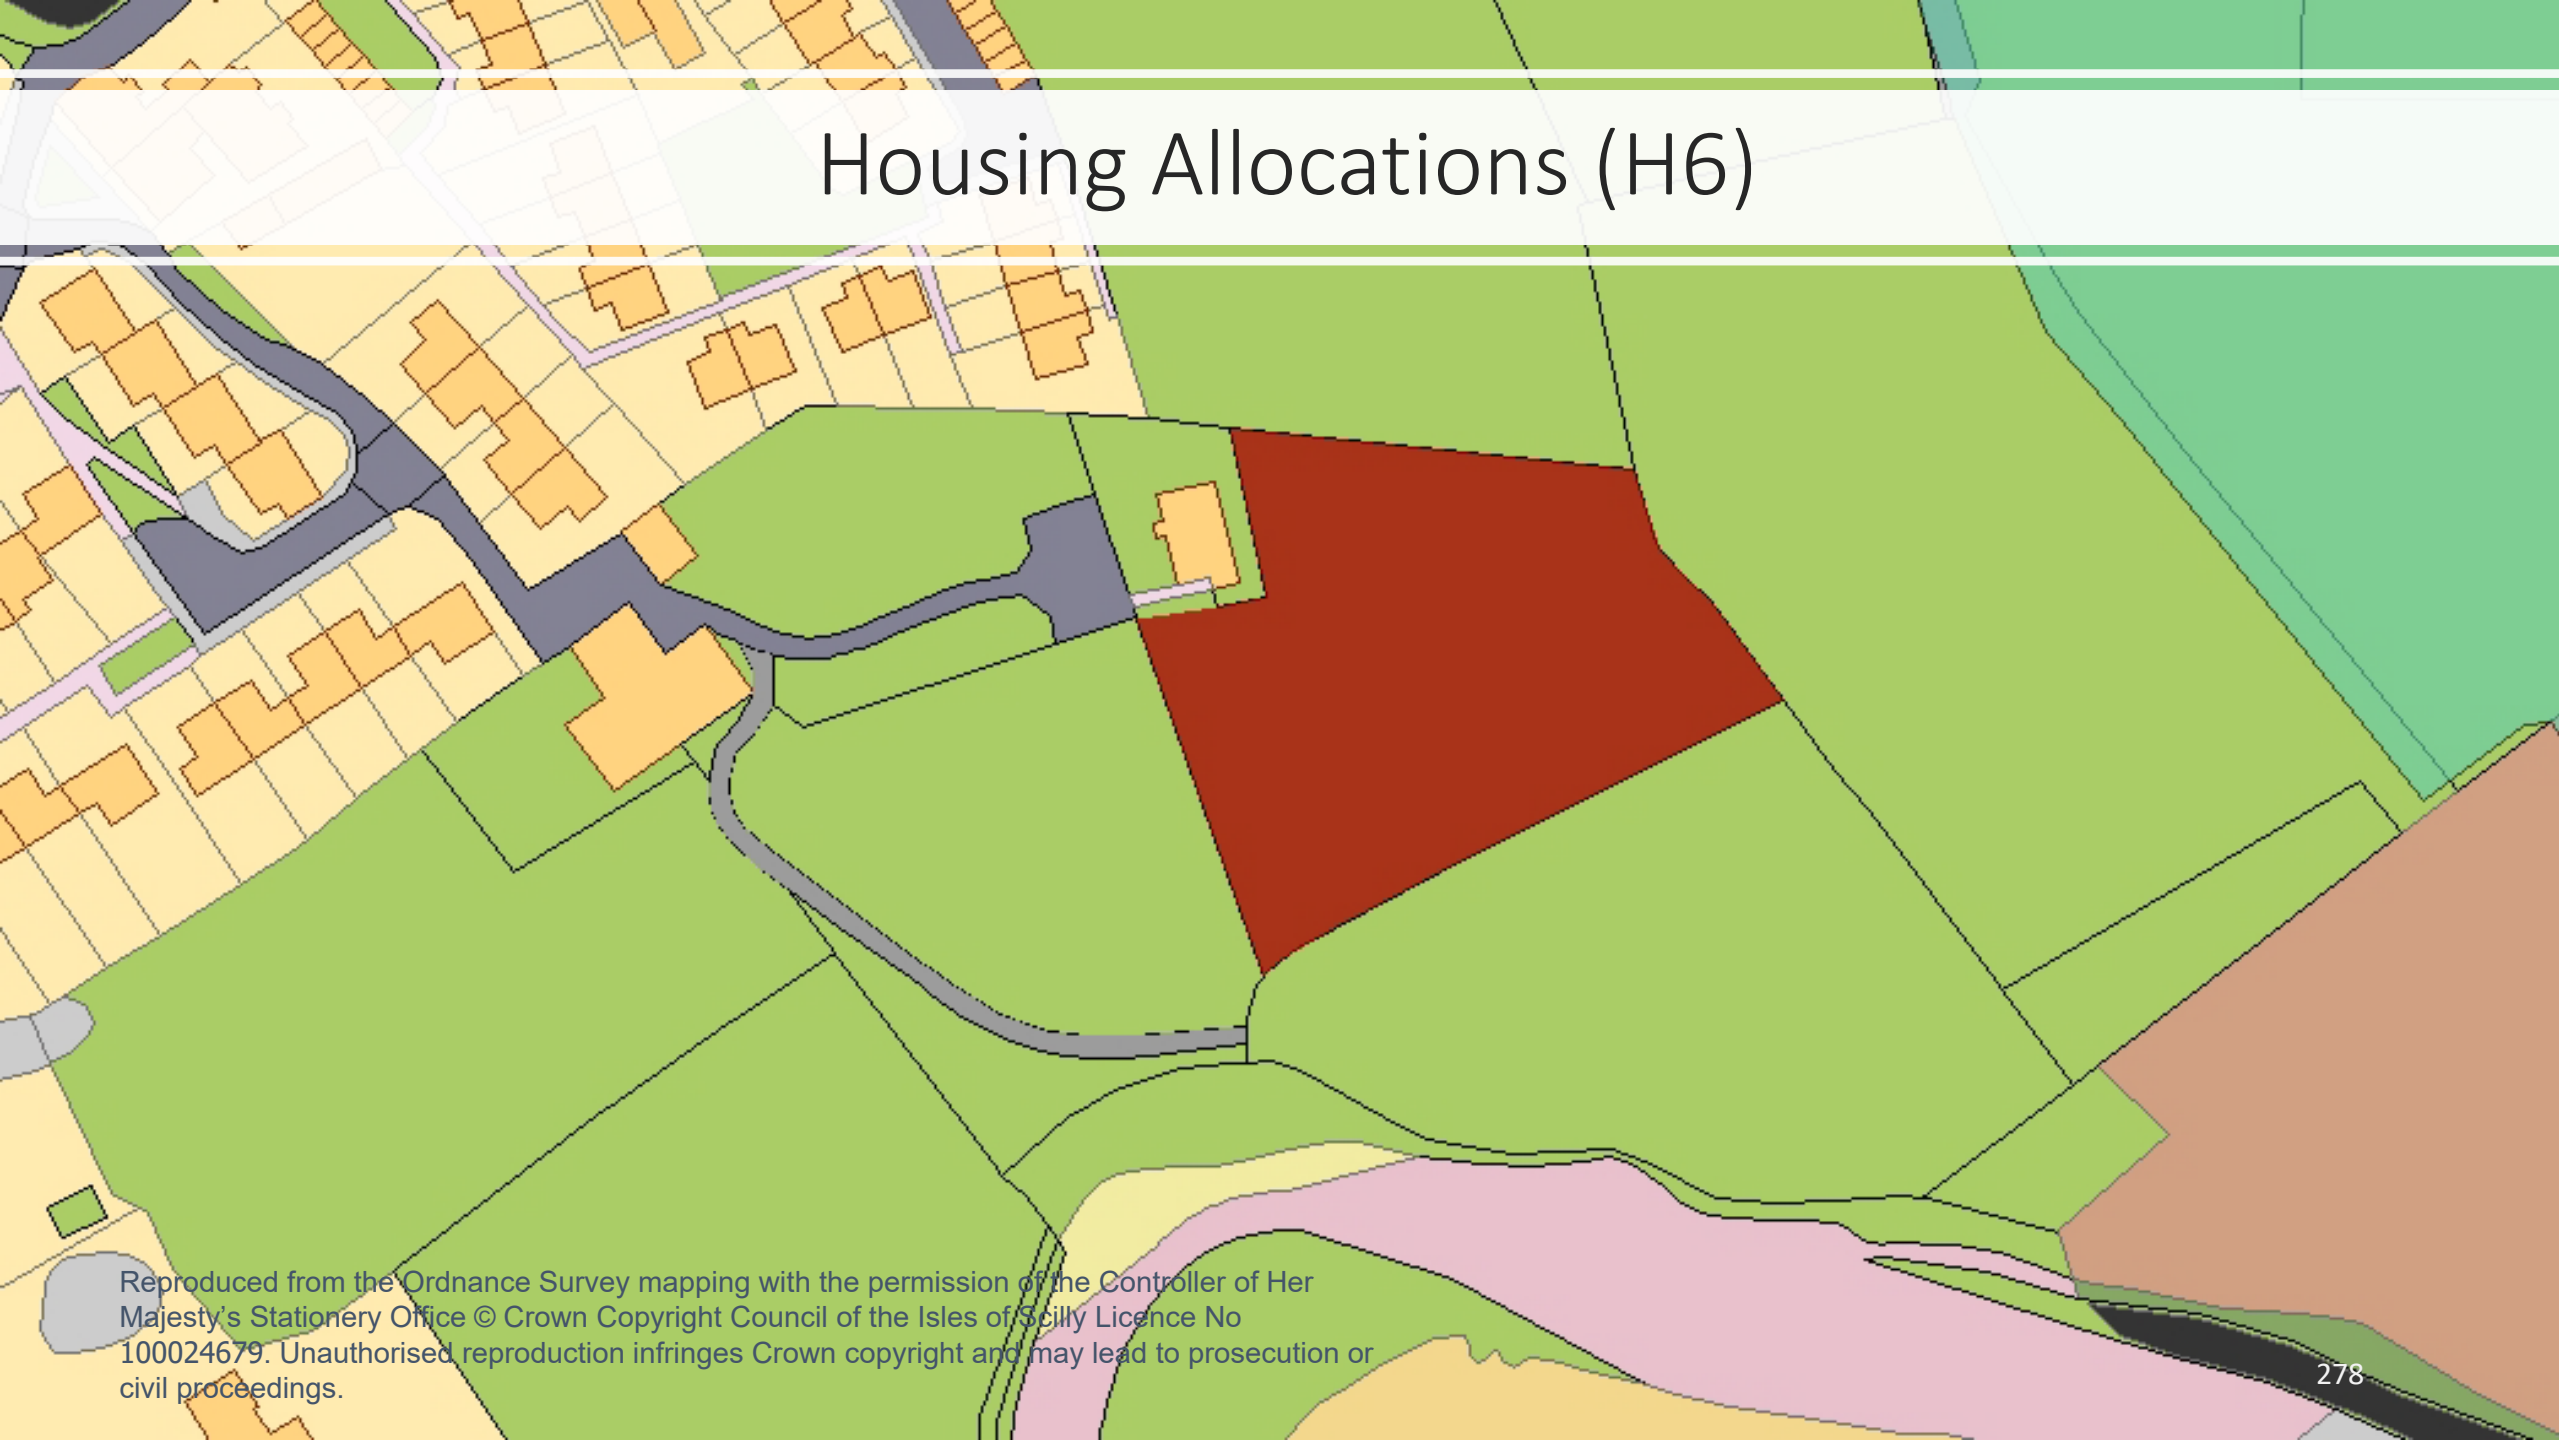 Housing Allocations (H6)
Reproduced from the Ordnance Survey mapping with the permission of the Controller of Her
Majesty’s Stationery Office © Crown Copyright Council of the Isles of Scilly Licence No
100024679. Unauthorised reproduction infringes Crown copyright and may lead to prosecution or
civil proceedings.
278